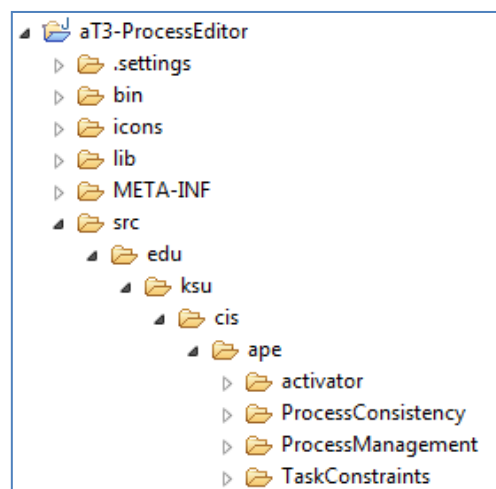 aT3-ProcessEditor
.settings
bin
icons
lib
META-INF
src
edu
ksu
cis
ape
activator
ProcessConsistency
ProcessManagement
TaskConstraints